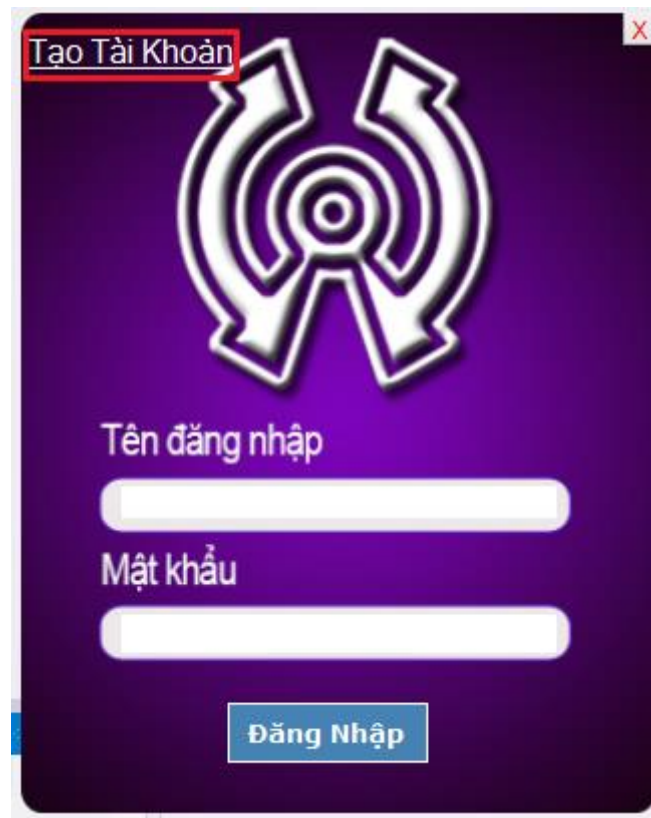 Tạo Tài Khoản
X
Tên đăng nhập
Mật khẩu
Đăng Nhập